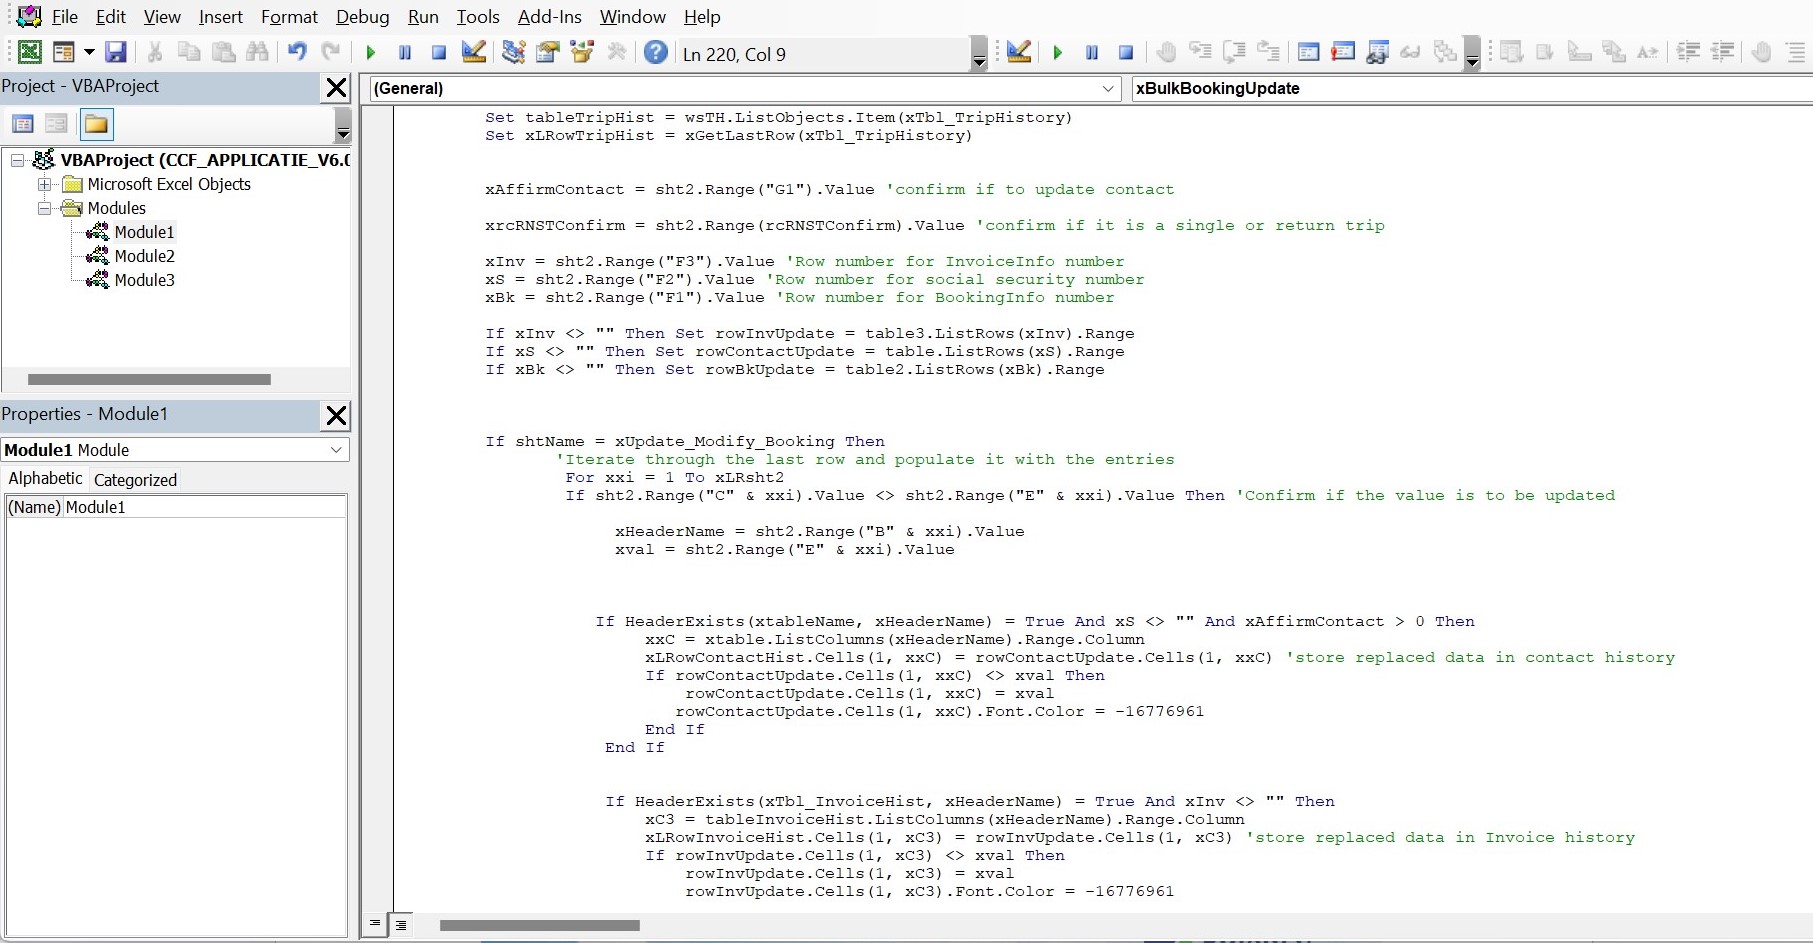 File Edit View Insert Format Debug Run Tools Add-Ins Window Help
Ln 220, Col 9
Project - VBAProject
(General)
xBulkBookingUpdate
VBAProject (CCF_APPLICATIE_V6.0
Microsoft Excel Objects
Modules
Module1
Module2
Module3
Properties - Module1
Module1 Module
Alphabetic Categorized
(Name) Module1
Set tableTripHist = wsTH.ListObjects.Item(xTbl_TripHistory)
Set xLRowTripHist = xGetLastRow(xTbl_TripHistory)
xAffirmContact = sht2.Range("G1").Value 'confirm if to update contact
xrcRNSTConfirm = sht2.Range(rcRNSTConfirm).Value 'confirm if it is a single or return trip
xInv = sht2.Range("F3").Value 'Row number for InvoiceInfo number
xS = sht2.Range("F2").Value 'Row number for social security number
xBk = sht2.Range("F1").Value 'Row number for BookingInfo number
If xInv <> "" Then Set rowInvUpdate = table3.ListRows(xInv).Range
If xS <> "" Then Set rowContactUpdate = table.ListRows(xS).Range
If xBk <> "" Then Set rowBkUpdate = table2.ListRows(xBk).Range
If shtName = xUpdate_Modify_Booking Then
'Iterate through the last row and populate it with the entries
For xxi = 1 To xLRsht2
If sht2.Range("C" & xxi).Value <> sht2.Range("E" & xxi).Value Then 'Confirm if the value is to be updated
xHeaderName = sht2.Range("B" & xxi).Value
xval = sht2.Range("E" & xxi).Value
If HeaderExists(xtableName, xHeaderName) = True And xS <> "" And xAffirmContact > 0 Then
xxC = xtable.ListColumns(xHeaderName).Range.Column
xLRowContactHist.Cells(1, xxC) = rowContactUpdate.Cells(1, xxC) 'store replaced data in contact history
If rowContactUpdate.Cells(1, xxC) <> xval Then
rowContactUpdate.Cells(1, xxC) = xval
rowContactUpdate.Cells(1, xxC).Font.Color = -16776961
End If
End If
If HeaderExists(xTbl_InvoiceHist, xHeaderName) = True And xInv <> "" Then
xC3 = tableInvoiceHist.ListColumns(xHeaderName).Range.Column
xLRowInvoiceHist.Cells(1, xC3) = rowInvUpdate.Cells(1, xC3) 'store replaced data in Invoice history
If rowInvUpdate.Cells(1, xC3) <> xval Then
rowInvUpdate.Cells(1, xC3) = xval
rowInvUpdate.Cells(1, xC3).Font.Color = -16776961